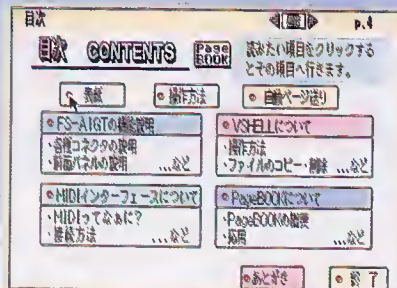 目次 p.4
目次 CONTENTS Page BOOK
読みたい項目をクリックする
とその項目へ行きます。
表紙 操作方法 自動ページ送り
FS-A1GTの機能説明
・各種コネクタの説明
・前面パネルの説明
...など
VSHELLについて
・操作方法
・ファイルのコピー・削除 ...など
MIDIインターフェースについて
・MIDIってなぁに?
・接続方法 ...など
PageBOOKについて
・PageBOOKの概要
・応用 ...など
あとがき 終了